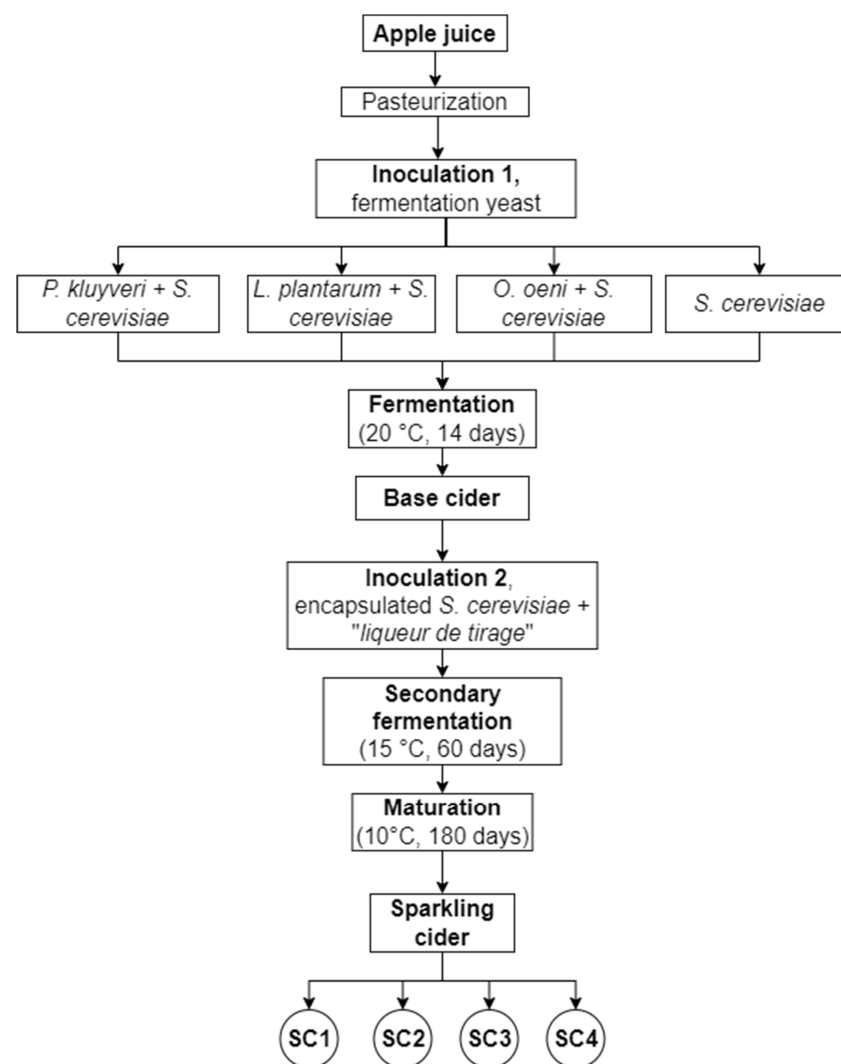 Apple juice
Pasteurization
Inoculation 1,
fermentation yeast
P. kluyveri + S.
cerevisiae
L. plantarum + S.
cerevisiae
O. oeni + S.
cerevisiae
S. cerevisiae
Fermentation
(20 °C, 14 days)
Base cider
Inoculation 2,
encapsulated S. cerevisiae +
"liqueur de tirage"
Secondary
fermentation
(15 °C, 60 days)
Maturation
(10°C, 180 days)
Sparkling
cider
SC1
SC2
SC3
SC4